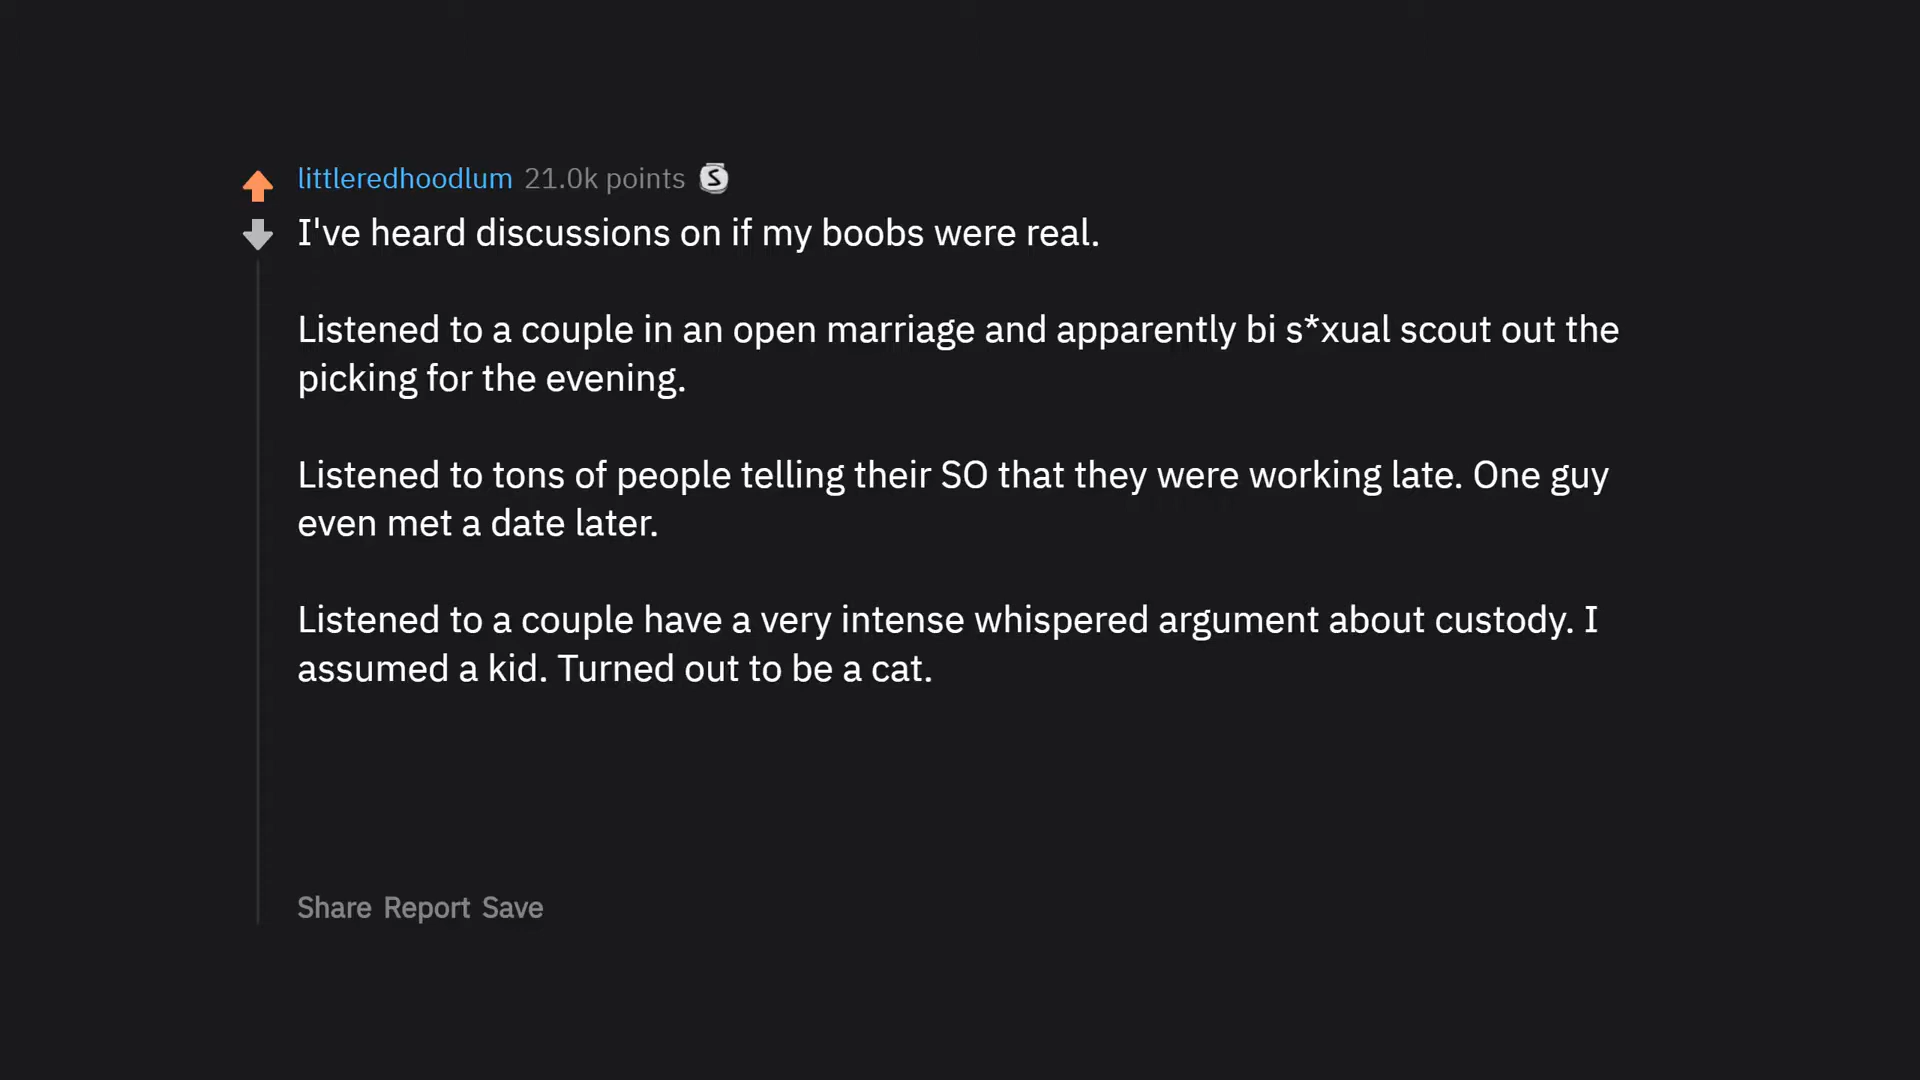 littleredhoodlum 21.0k points S
I've heard discussions on if my boobs were real.
Listened to a couple in an open marriage and apparently bi s*xual scout out the
picking for the evening.
Listened to tons of people telling their SO that they were working late. One guy
even met a date later.
Listened to a couple have a very intense whispered argument about custody. I
assumed a kid. Turned out to be a cat.
Share Report Save